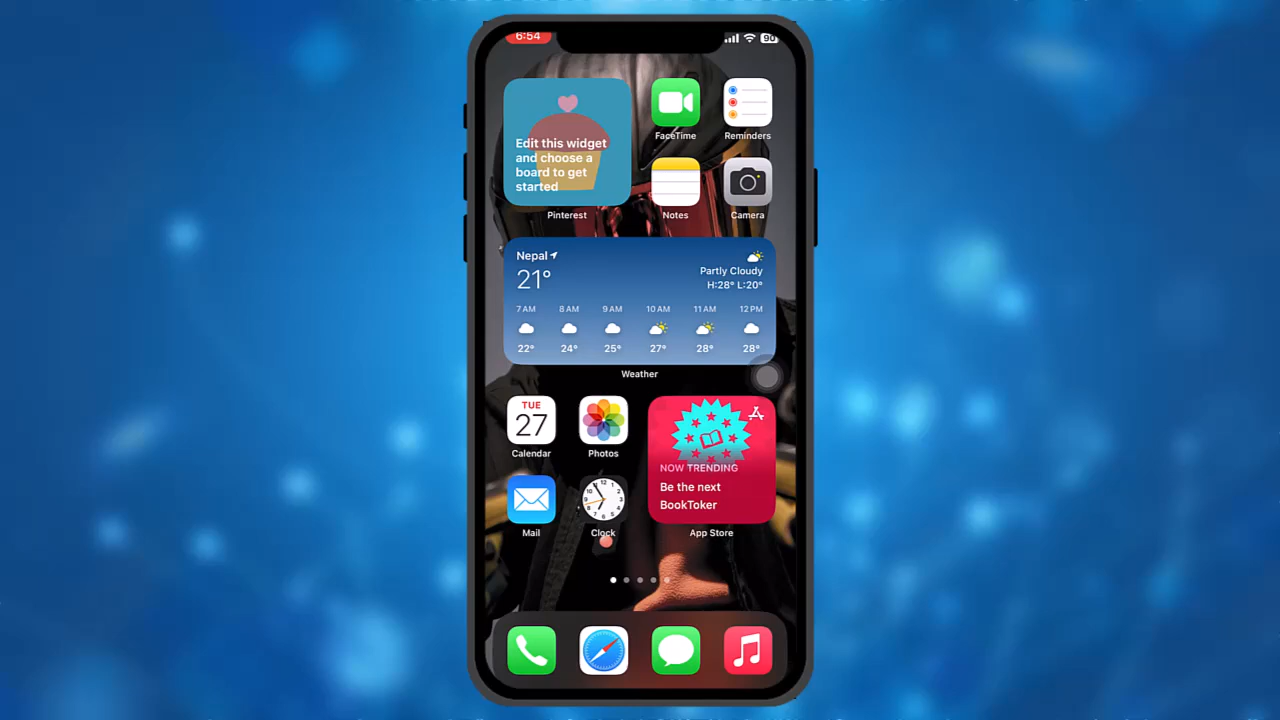 6:54
90
Edit this widget
and choose a
board to get
started
Pinterest
FaceTime
Reminders
Notes
Camera
Nepal
21°
Partly Cloudy
H:28° L:20°
7 AM 8 AM 9 AM 10 AM 11 AM 12 PM
22° 24° 25° 27° 28° 28°
Weather
TUE
27
Calendar
Photos
NOW TRENDING
Be the next
BookToker
Mail
Clock
App Store